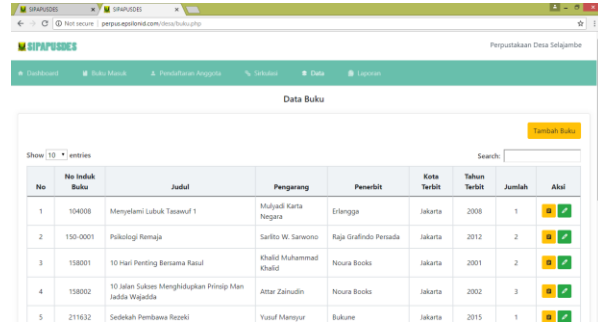 SIPAPUSDES
SIPAPUSDES
Not secure | perpus.epsilonid.com/desa/buku.php
SIPAPUSDES
Perpustakaan Desa Selajambe
Dashboard Buku Masuk Pendaftaran Anggota Sirkulasi Data Laporan
Data Buku
Tambah Buku
Show 10 entries
Search:
No No Induk Buku Judul Pengarang Penerbit Kota Terbit Tahun Terbit Jumlah Aksi
1 104008 Menyelami Lubuk Tasawuf 1 Mulyadi Karta Negara Erlangga Jakarta 2008 1
2 150-0001 Psikologi Remaja Sarlito W. Sarwono Raja Grafindo Persada Jakarta 2012 2
3 158001 10 Hari Penting Bersama Rasul Khalid Muhammad Khalid Noura Books Jakarta 2001 2
4 158002 10 Jalan Sukses Menghidupkan Prinsip Man Jadda Wajadda Attar Zainudin Noura Books Jakarta 2002 3
5 211632 Sedekah Pembawa Rezeki Yusuf Mansyur Bukune Jakarta 2015 1